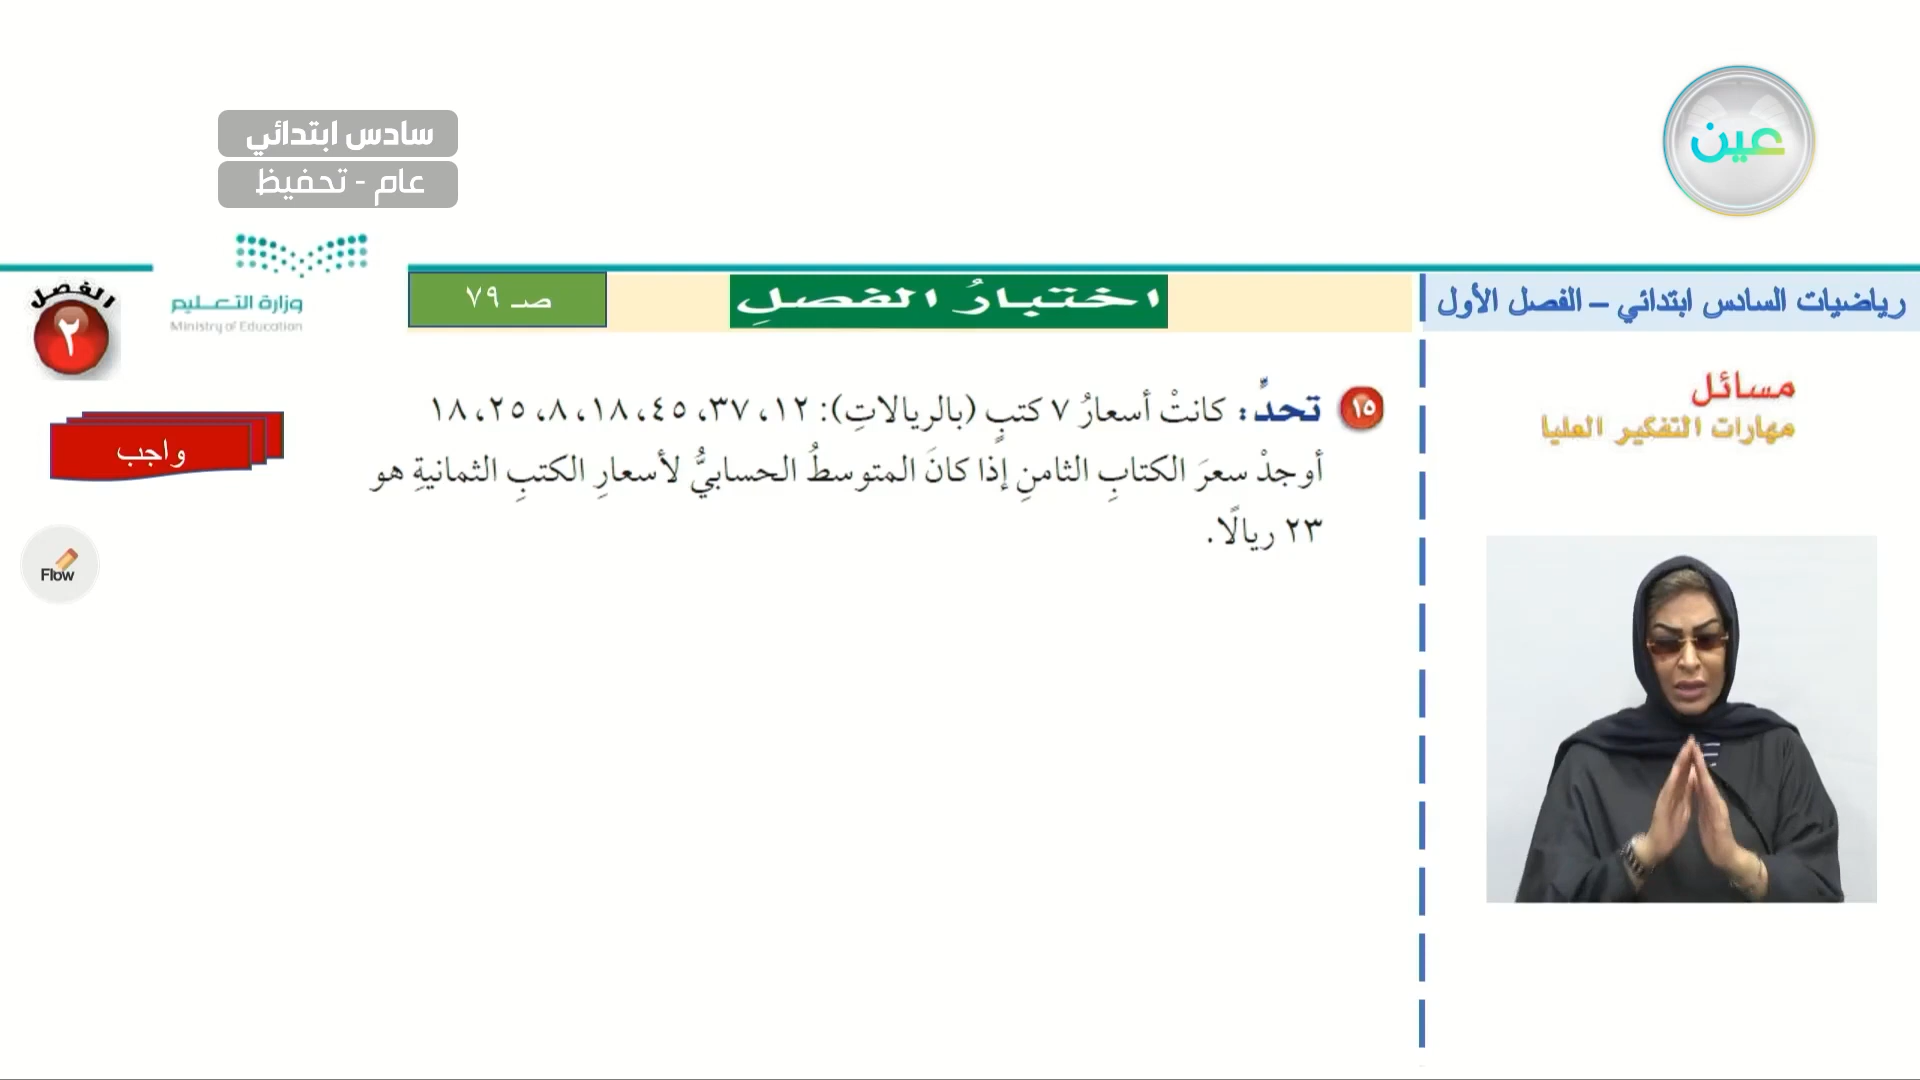 عين
سادس ابتدائي
عام - تحفيظ
وزارة التعليم
Ministry of Education
رياضيات السادس ابتدائي – الفصل الأول
اختبارُ الفصلِ
صـ ٧٩
الفصل
٢
مسائل
مهارات التفكير العليا
١٥ تحدٍّ: كانتْ أسعارُ ٧ كتبٍ (بالريالاتِ): ١٢، ٣٧، ٤٥، ١٨، ٨، ٢٥، ١٨
أوجدْ سعرَ الكتابِ الثامنِ إذا كانَ المتوسطُ الحسابيُّ لأسعارِ الكتبِ الثمانيةِ هو
٢٣ ريالًا.
واجب
Flow